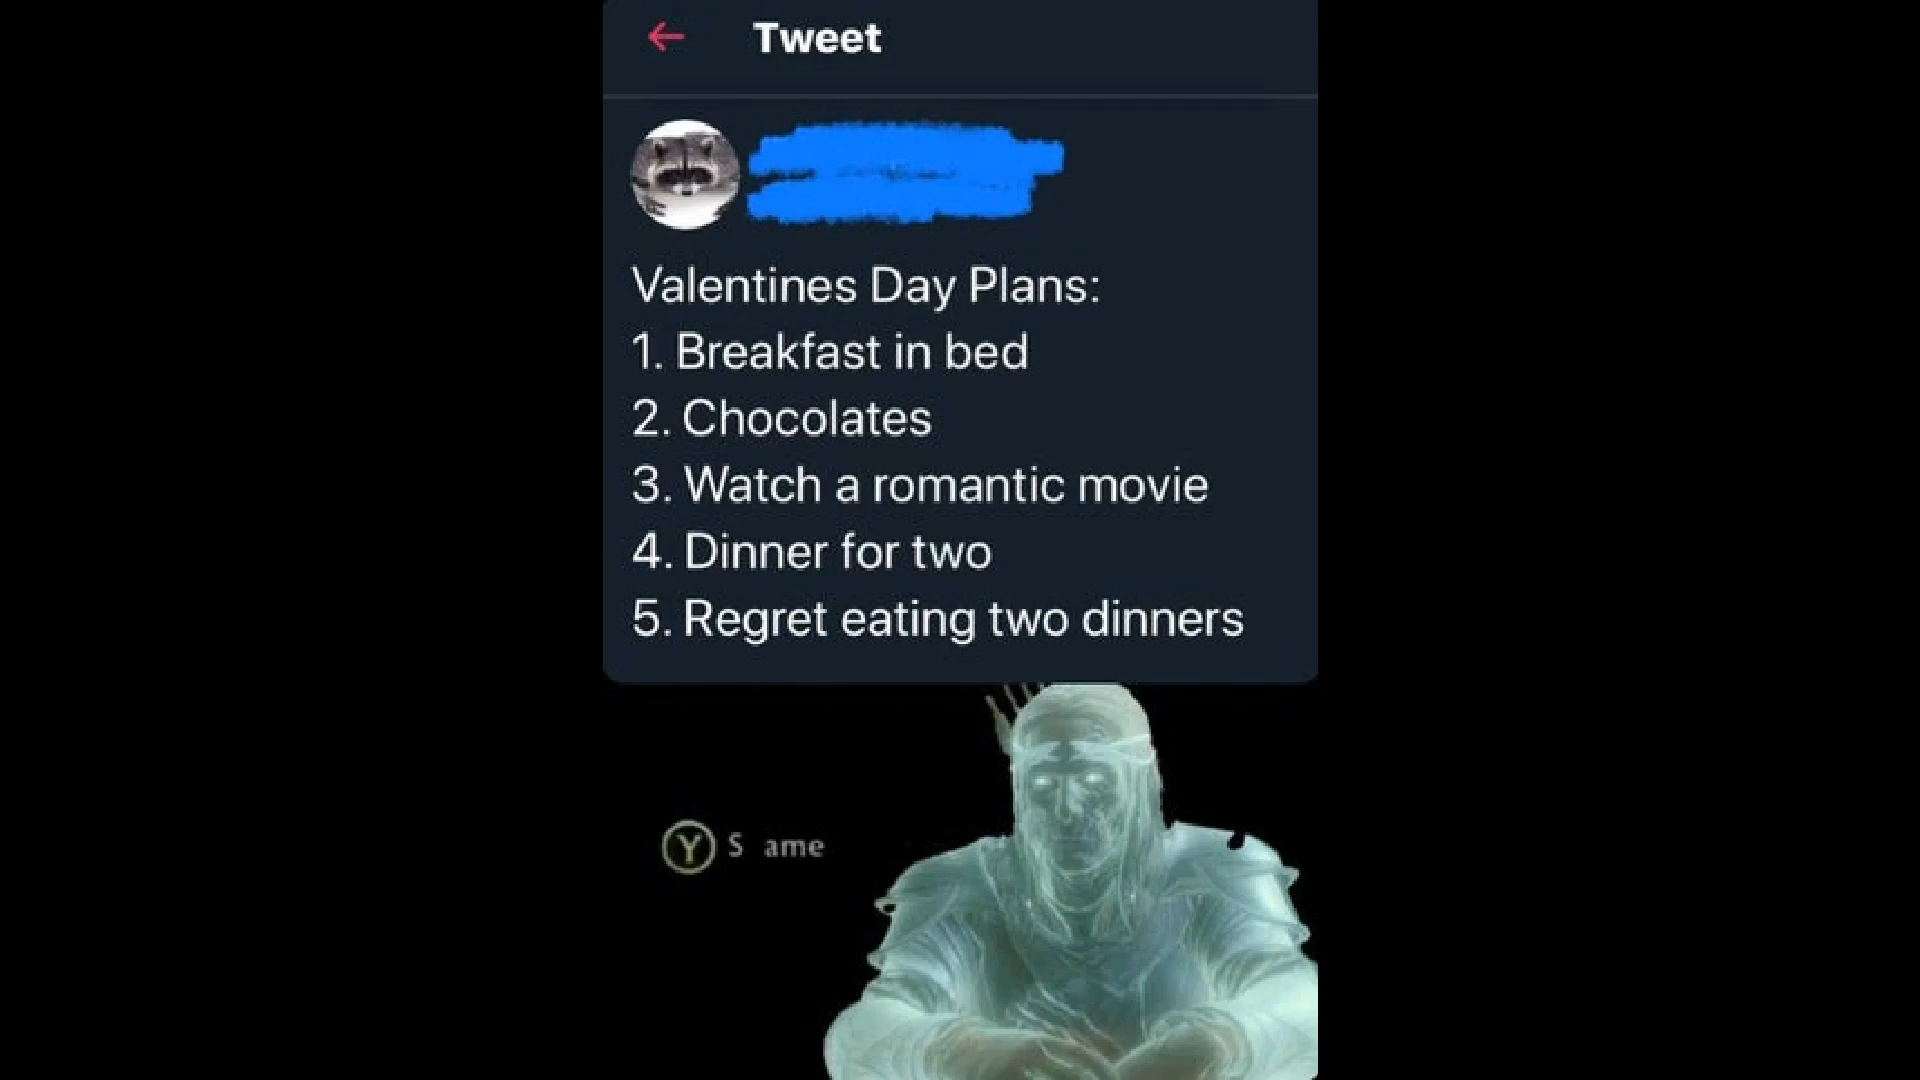 Tweet
Valentines Day Plans:
1. Breakfast in bed
2. Chocolates
3. Watch a romantic movie
4. Dinner for two
5. Regret eating two dinners
Y S ame